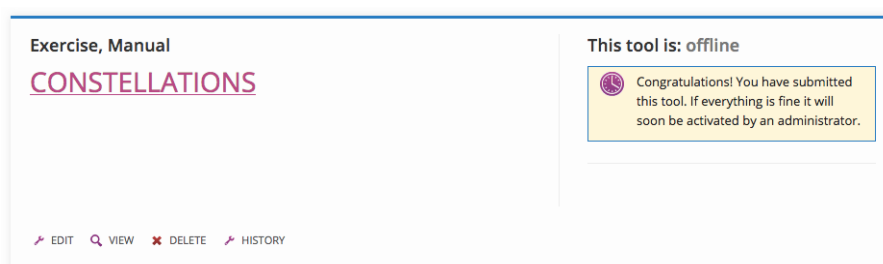 Exercise, Manual
CONSTELLATIONS
EDIT VIEW DELETE HISTORY
This tool is: offline
Congratulations! You have submitted
this tool. If everything is fine it will
soon be activated by an administrator.